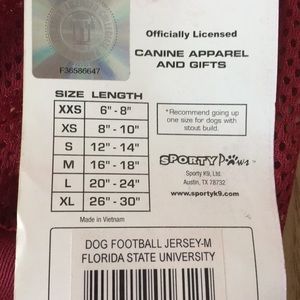 Officially Licensed
CANINE APPAREL
AND GIFTS
F36586647
SIZE LENGTH
XXS 6" - 8"
XS 8" - 10"
S 12" - 14"
M 16" - 18"
L 20" - 24"
XL 26" - 30"
*Recommend going up
one size for dogs with
stout build.
SPORTY PAWS
Sporty K9, Ltd.
Austin, TX 78732
www.sportyk9.com
Made in Vietnam
DOG FOOTBALL JERSEY-M
FLORIDA STATE UNIVERSITY